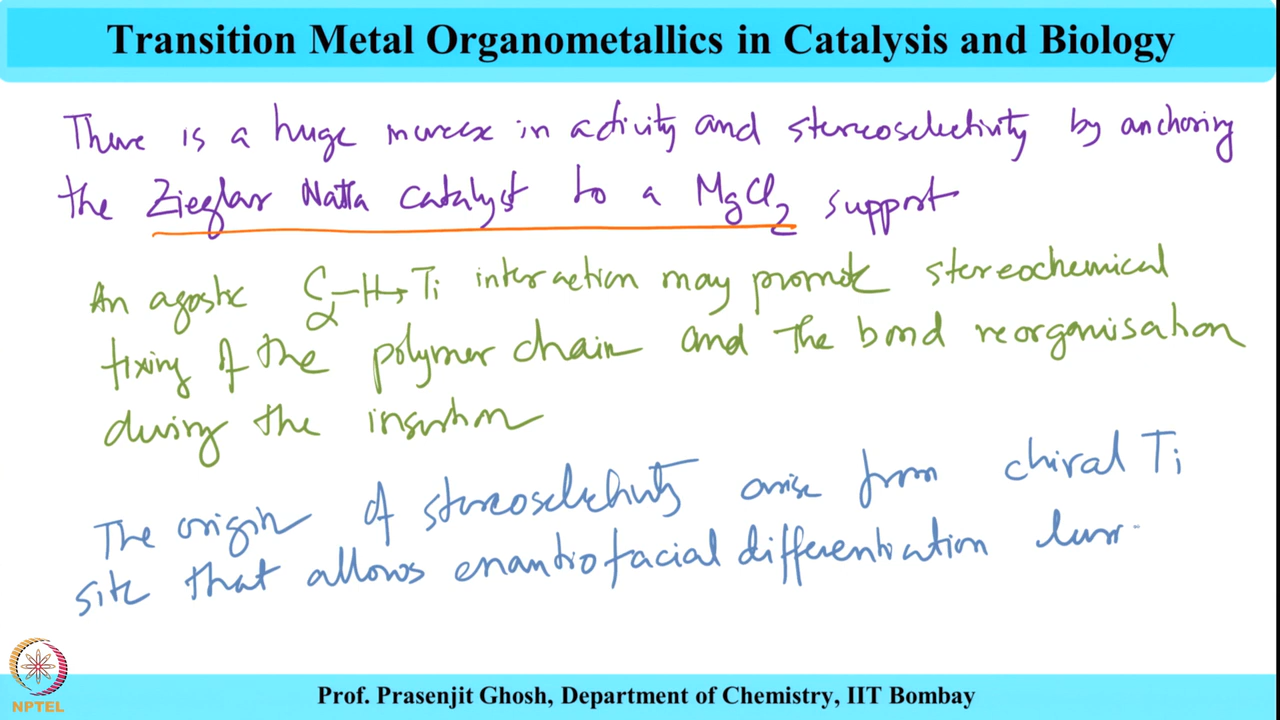 Transition Metal Organometallics in Catalysis and Biology
There is a huge increase in activity and stereoselectivity by anchoring
the Zieglar Natta catalyst to a MgCl₂ support
An agostic Cα–H→Ti interaction may promote stereochemical
fixing of the polymer chain and the bond reorganisation
during the insertion
The origin of stereoselectivity arise from chiral Ti
site that allows enantiofacial differentiation
NPTEL
Prof. Prasenjit Ghosh, Department of Chemistry, IIT Bombay